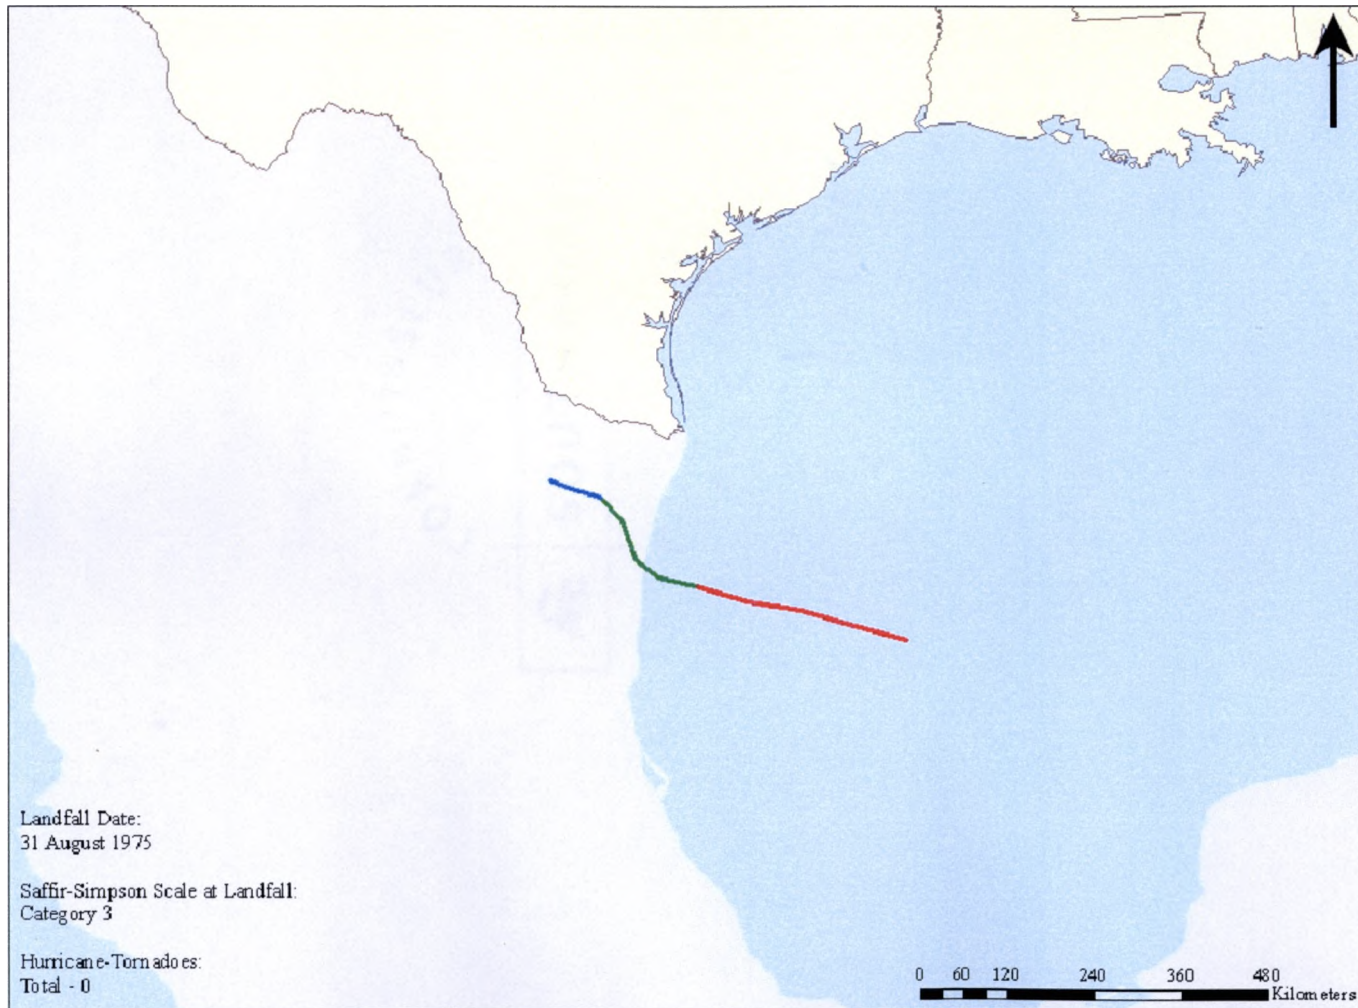 Landfall Date:
31 August 1975
Saffir-Simpson Scale at Landfall:
Category 3
Hurricane-Tornadoes:
Total - 0
0 60 120 240 360 480
Kilometers